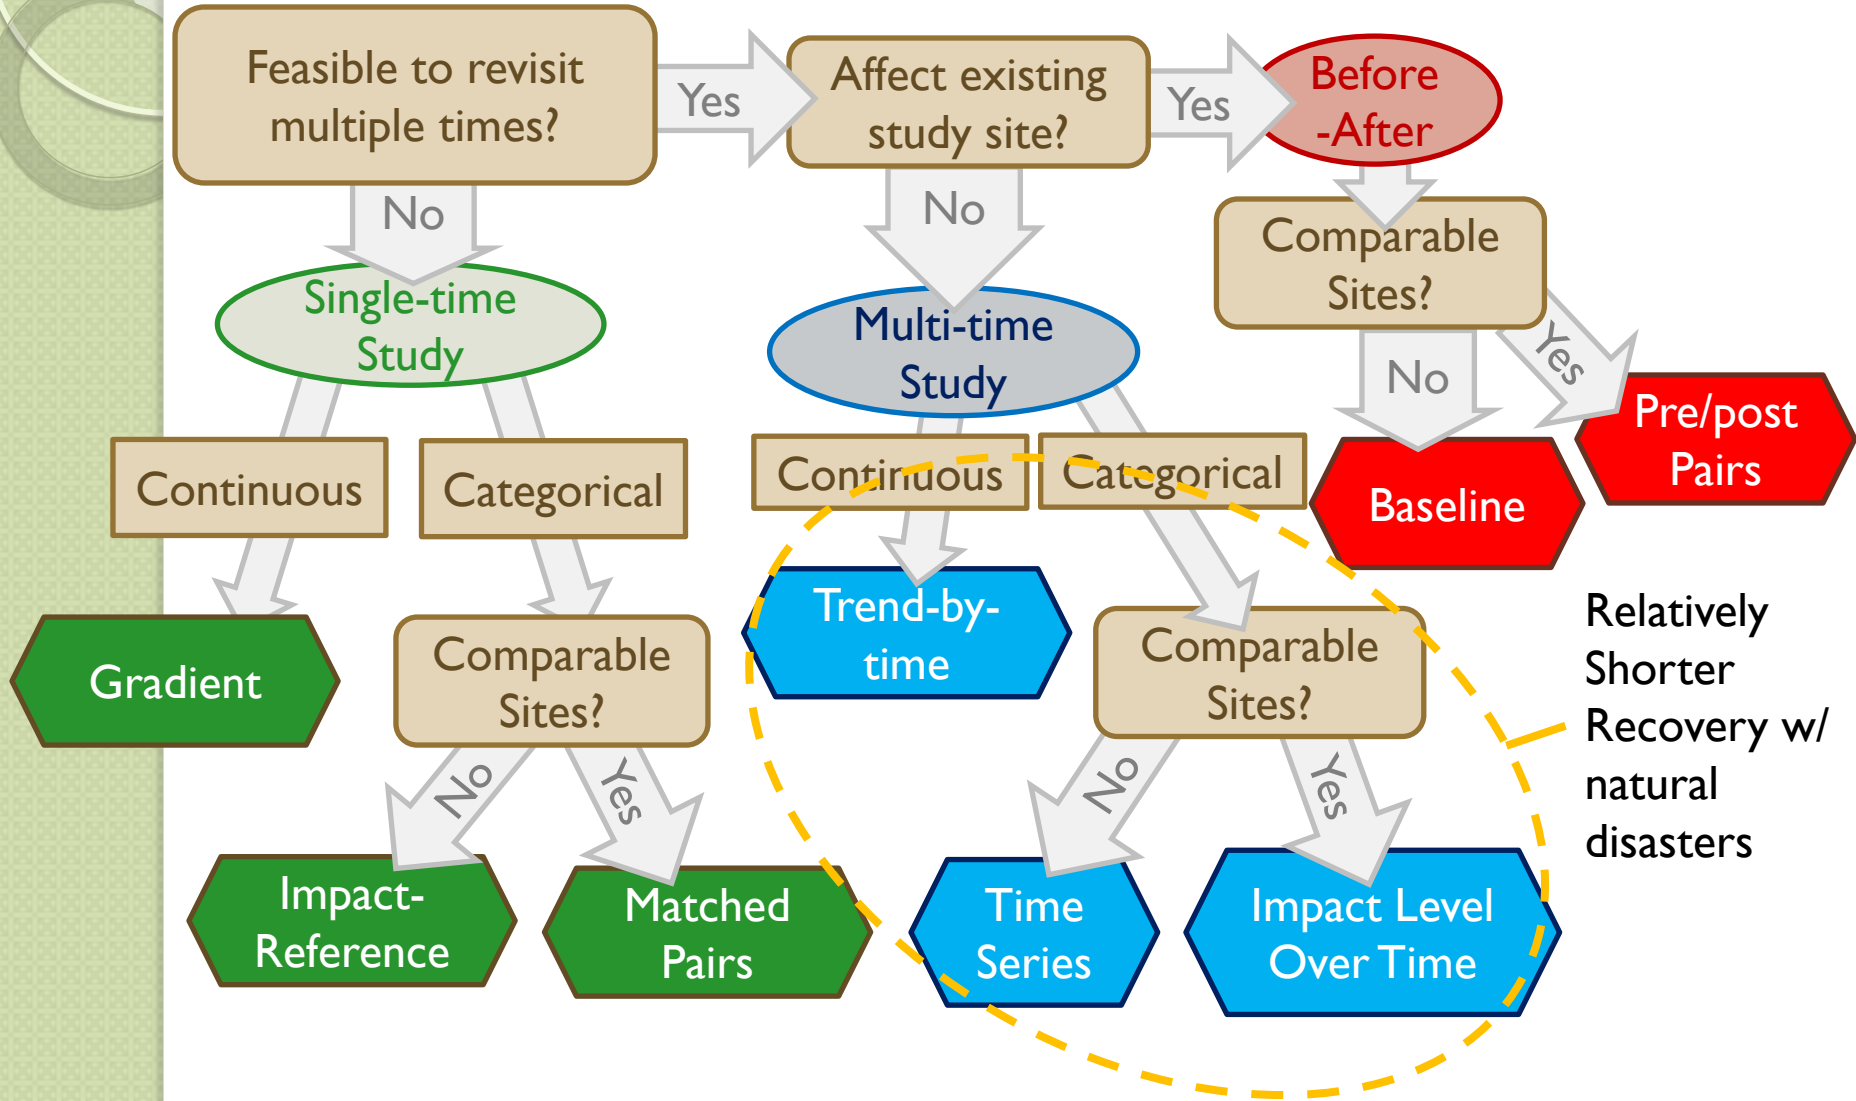 Feasible to revisit
multiple times?
Yes
Affect existing
study site?
Yes
Before
-After
No
No
Comparable
Sites?
Single-time
Study
Multi-time
Study
No
Yes
Pre/post
Pairs
Continuous
Categorical
Continuous
Categorical
Baseline
Gradient
Comparable
Sites?
Trend-by-
time
Comparable
Sites?
Relatively
Shorter
Recovery w/
natural
disasters
No
Yes
No
Yes
Impact-
Reference
Matched
Pairs
Time
Series
Impact Level
Over Time